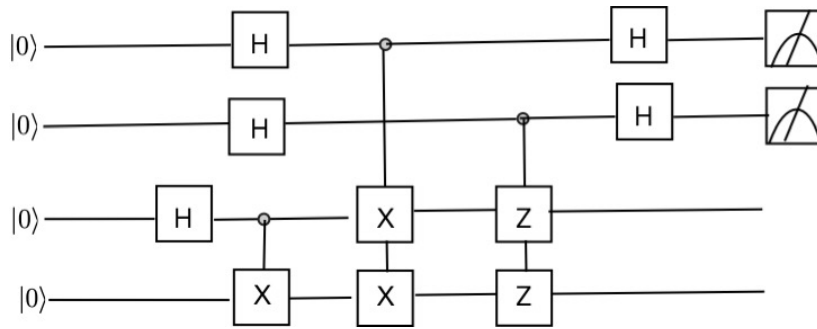 |0⟩ H H
|0⟩ H H
|0⟩ H X Z
|0⟩ X X Z